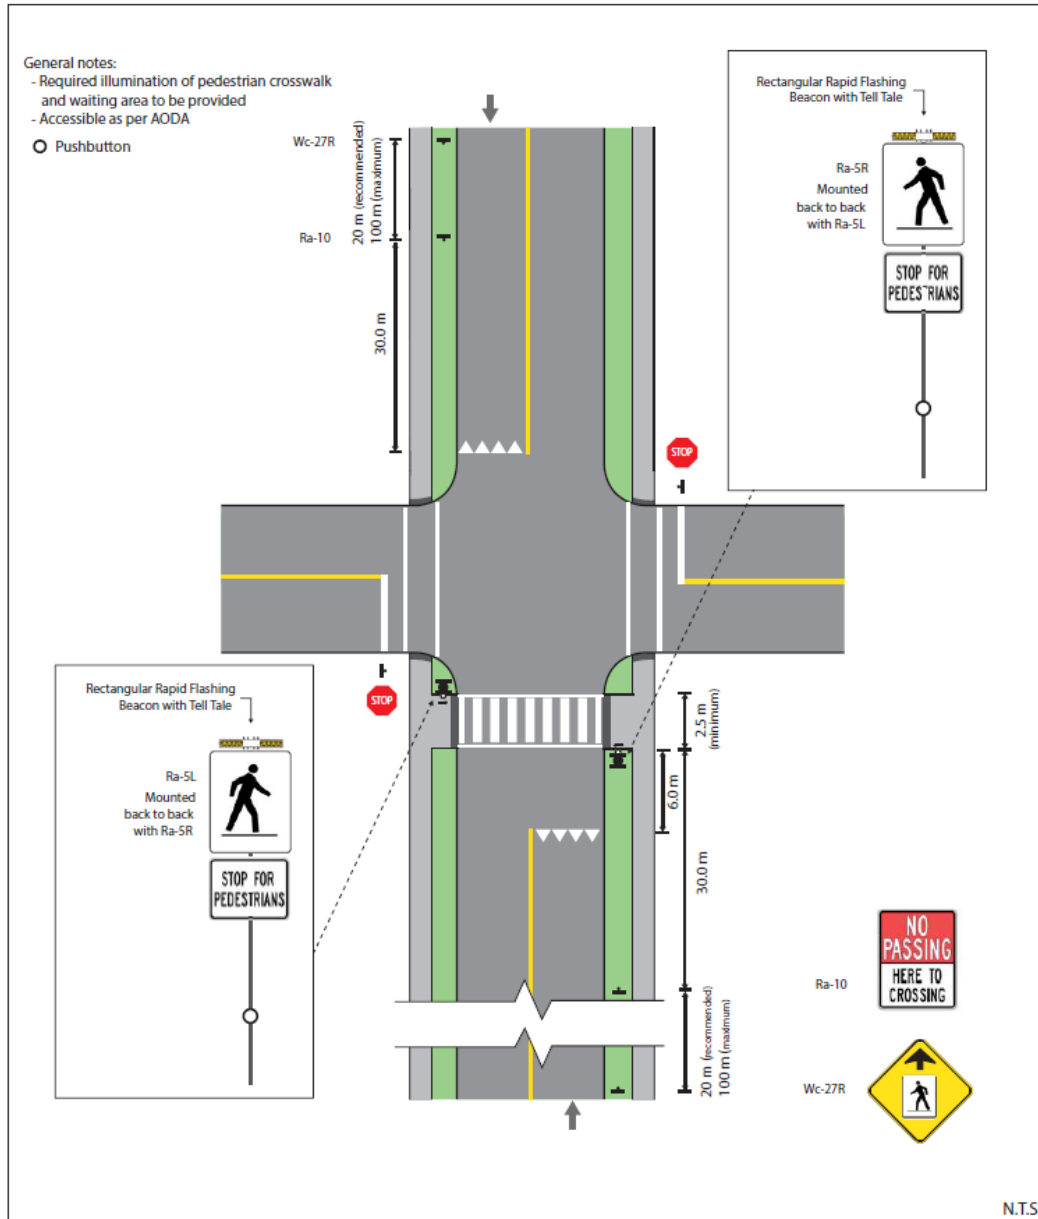 General notes:
- Required illumination of pedestrian crosswalk
and waiting area to be provided
- Accessible as per AODA
Pushbutton
Wc-27R
20 m (recommended)
100 m (maximum)
Ra-10
30.0 m
Rectangular Rapid Flashing
Beacon with Tell Tale
Ra-5R
Mounted
back to back
with Ra-5L
STOP FOR
PEDESTRIANS
STOP
STOP
Rectangular Rapid Flashing
Beacon with Tell Tale
Ra-5L
Mounted
back to back
with Ra-5R
STOP FOR
PEDESTRIANS
2.5 m
(minimum)
6.0 m
30.0 m
20 m (recommended)
100 m (maximum)
Ra-10
NO
PASSING
HERE TO
CROSSING
Wc-27R
N.T.S